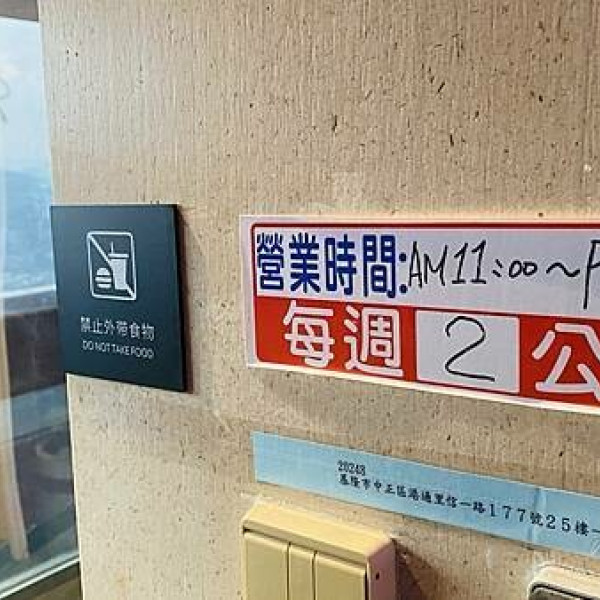 禁止外帶食物
DO NOT TAKE FOOD
營業時間:AM11:00~P
每週2公
20248
基隆市中正區港通里信一路177號25樓